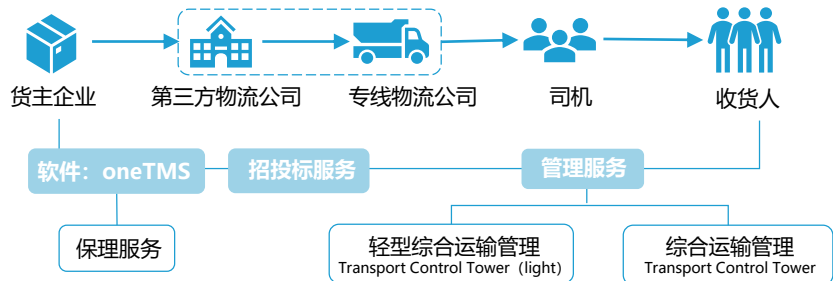 货主企业
第三方物流公司
专线物流公司
司机
收货人
软件：oneTMS
招投标服务
管理服务
保理服务
轻型综合运输管理
Transport Control Tower（light）
综合运输管理
Transport Control Tower